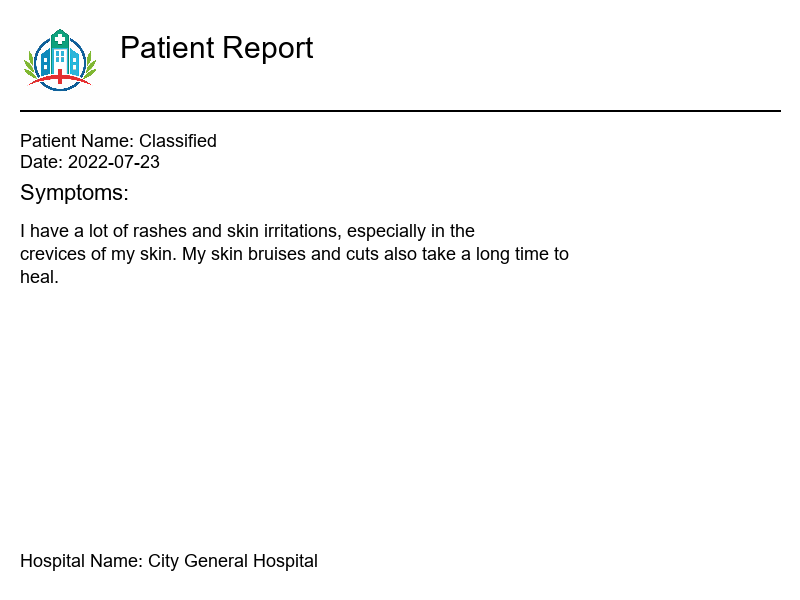 Patient Report
Patient Name: Classified
Date: 2022-07-23
Symptoms:
I have a lot of rashes and skin irritations, especially in the
crevices of my skin. My skin bruises and cuts also take a long time to
heal.
Hospital Name: City General Hospital